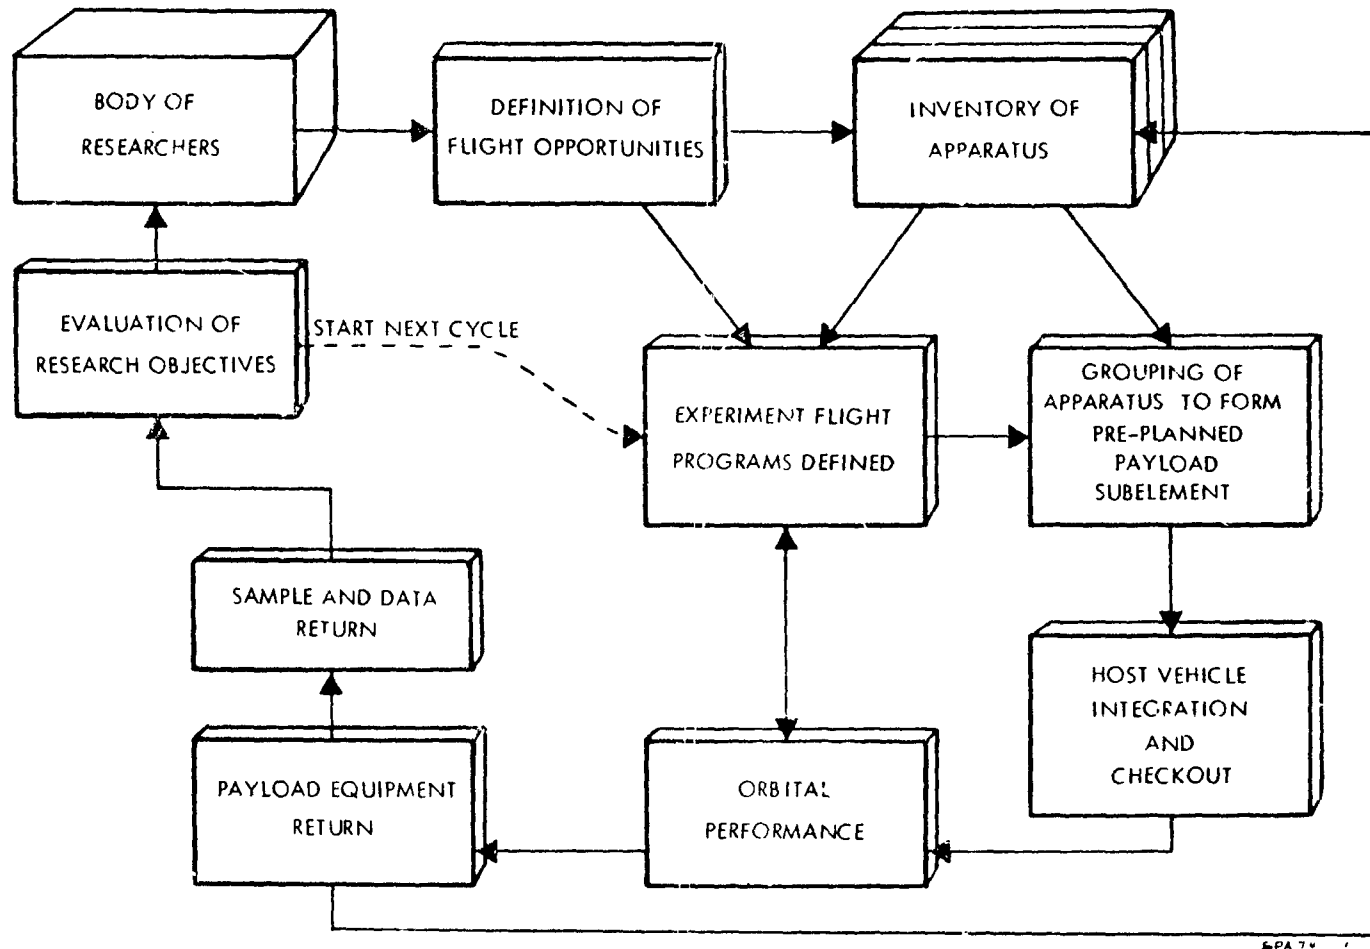 BODY OF
RESEARCHERS
DEFINITION OF
FLIGHT OPPORTUNITIES
INVENTORY OF
APPARATUS
EVALUATION OF
RESEARCH OBJECTIVES
START NEXT CYCLE
EXPERIMENT FLIGHT
PROGRAMS DEFINED
GROUPING OF
APPARATUS TO FORM
PRE-PLANNED
PAYLOAD
SUBELEMENT
SAMPLE AND DATA
RETURN
HOST VEHICLE
INTEGRATION
AND
CHECKOUT
PAYLOAD EQUIPMENT
RETURN
ORBITAL
PERFORMANCE